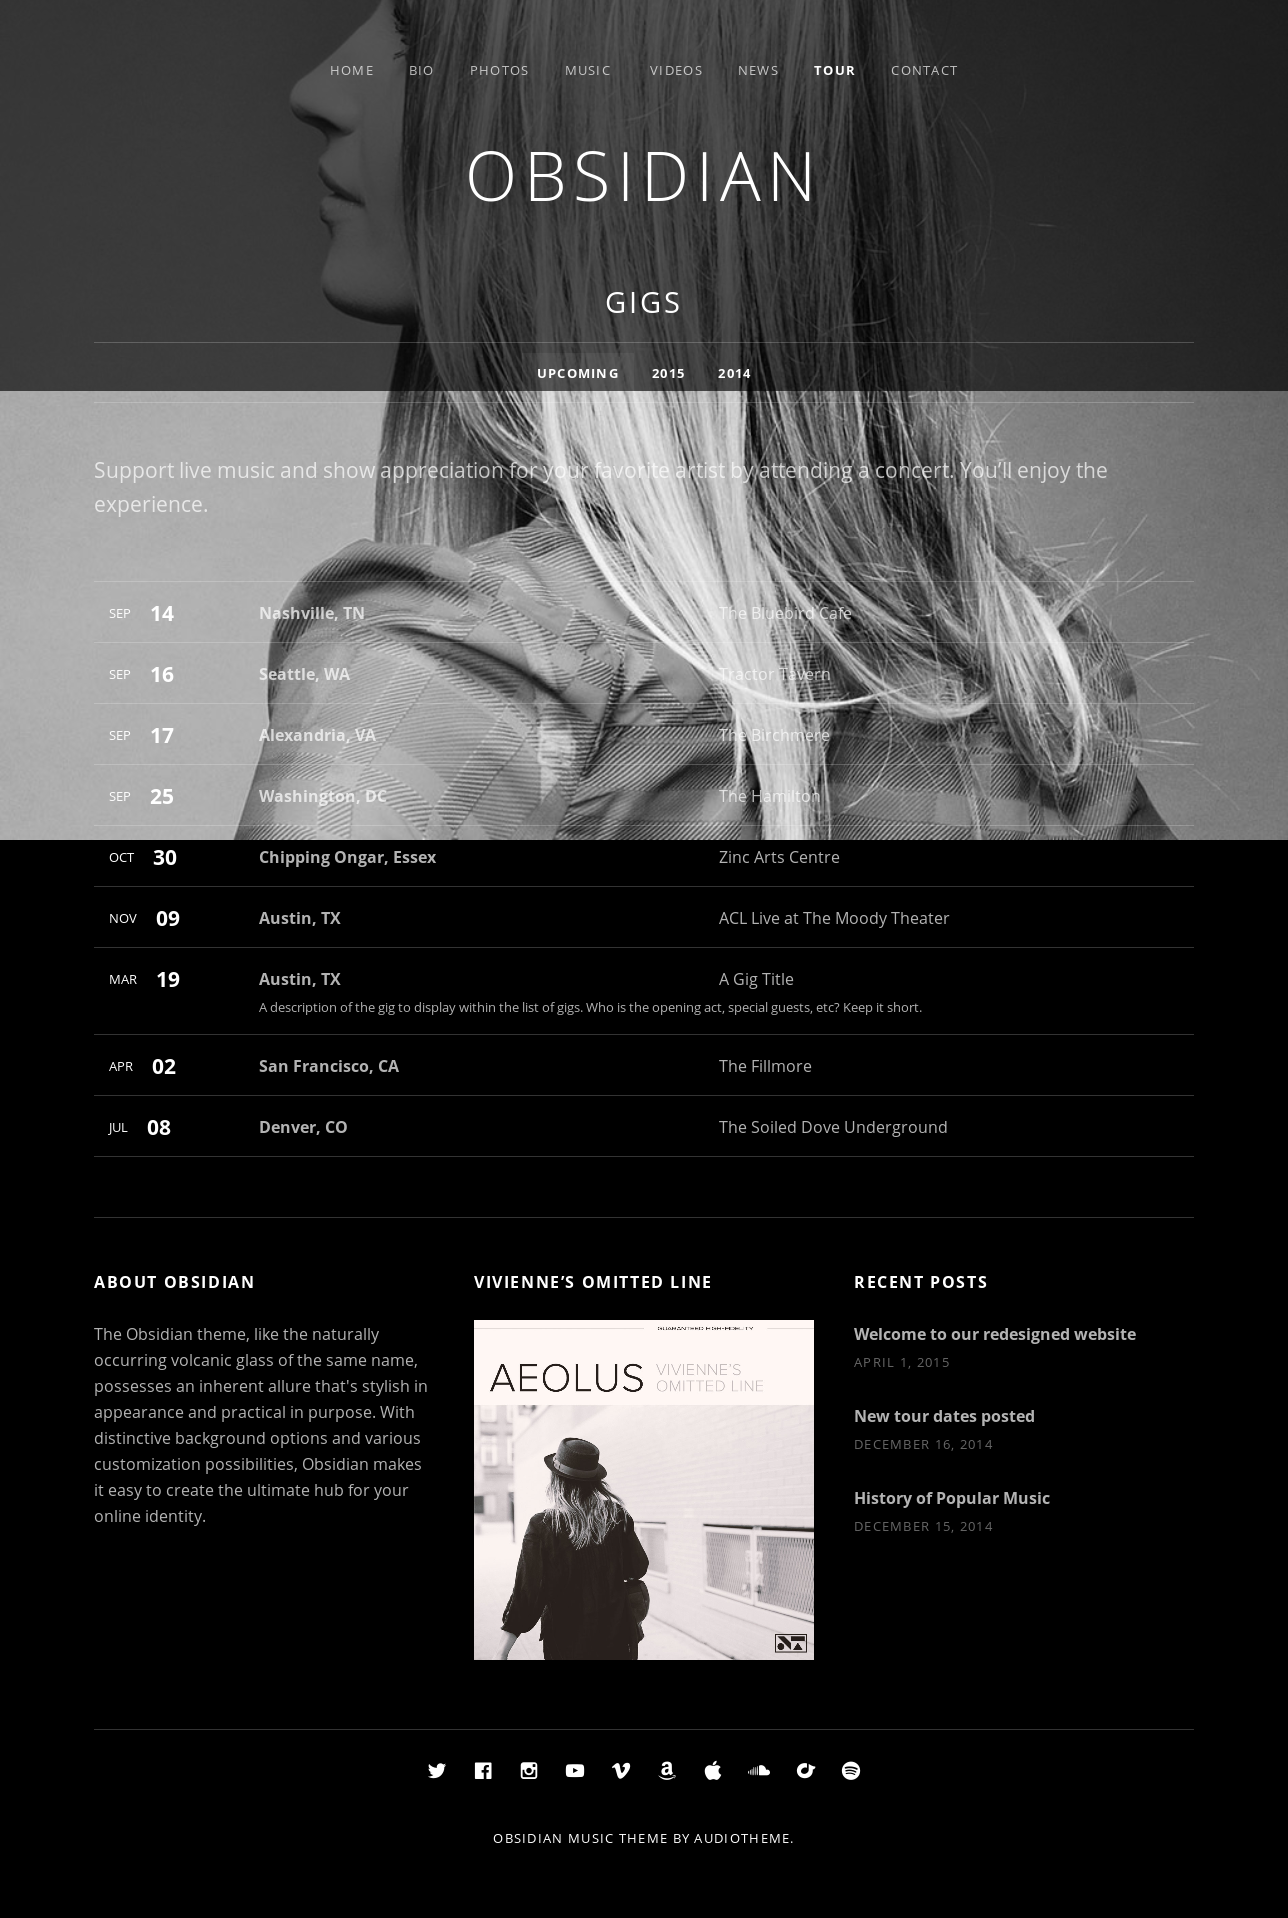 HOME BIO PHOTOS MUSIC VIDEOS NEWS TOUR CONTACT
OBSIDIAN
GIGS
UPCOMING 2015 2014
Support live music and show appreciation for your favorite artist by attending a concert. You’ll enjoy the
experience.
SEP 14 Nashville, TN The Bluebird Cafe
SEP 16 Seattle, WA Tractor Tavern
SEP 17 Alexandria, VA The Birchmere
SEP 25 Washington, DC The Hamilton
OCT 30 Chipping Ongar, Essex Zinc Arts Centre
NOV 09 Austin, TX ACL Live at The Moody Theater
MAR 19 Austin, TX A Gig Title
A description of the gig to display within the list of gigs. Who is the opening act, special guests, etc? Keep it short.
APR 02 San Francisco, CA The Fillmore
JUL 08 Denver, CO The Soiled Dove Underground
ABOUT OBSIDIAN
The Obsidian theme, like the naturally
occurring volcanic glass of the same name,
possesses an inherent allure that's stylish in
appearance and practical in purpose. With
distinctive background options and various
customization possibilities, Obsidian makes
it easy to create the ultimate hub for your
online identity.
VIVIENNE’S OMITTED LINE
GUARANTEED HIGH-FIDELITY
AEOLUS VIVIENNE'S
OMITTED LINE
RECENT POSTS
Welcome to our redesigned website
APRIL 1, 2015
New tour dates posted
DECEMBER 16, 2014
History of Popular Music
DECEMBER 15, 2014
OBSIDIAN MUSIC THEME BY AUDIOTHEME.